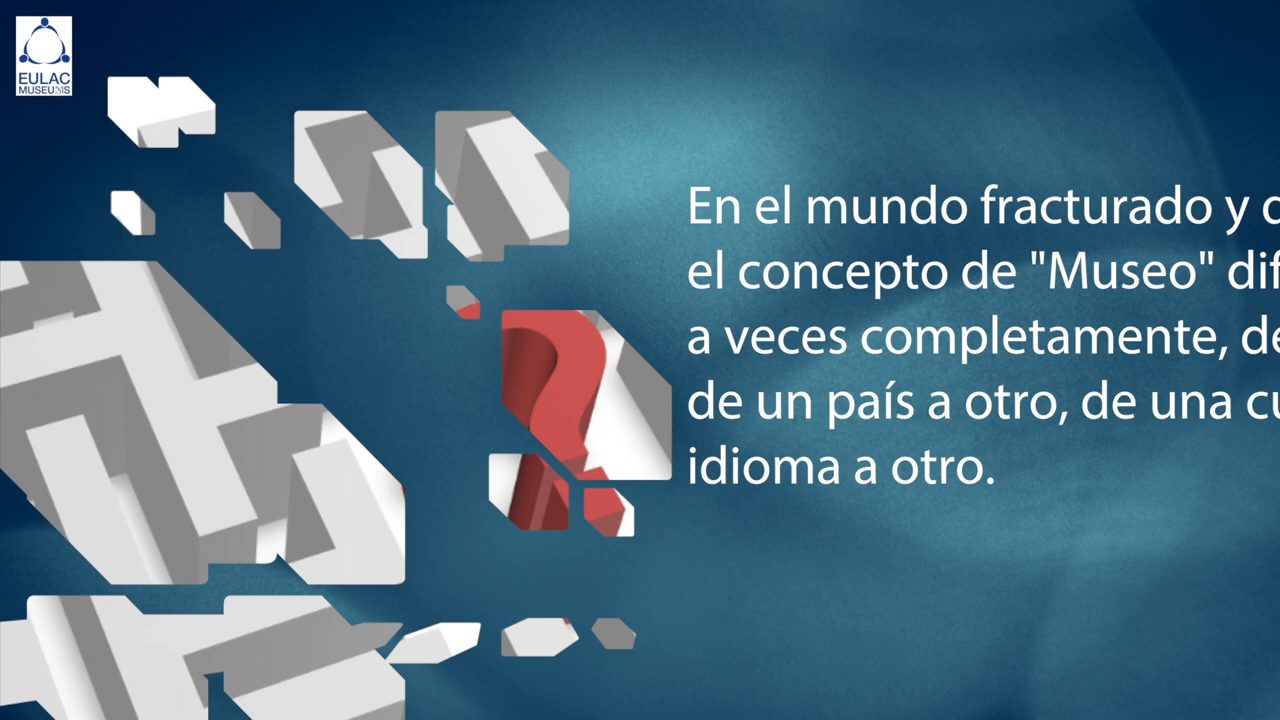 EULAC
MUSEUMS
En el mundo fracturado y
el concepto de "Museo"
a veces completamente,
de un país a otro, de una
idioma a otro.